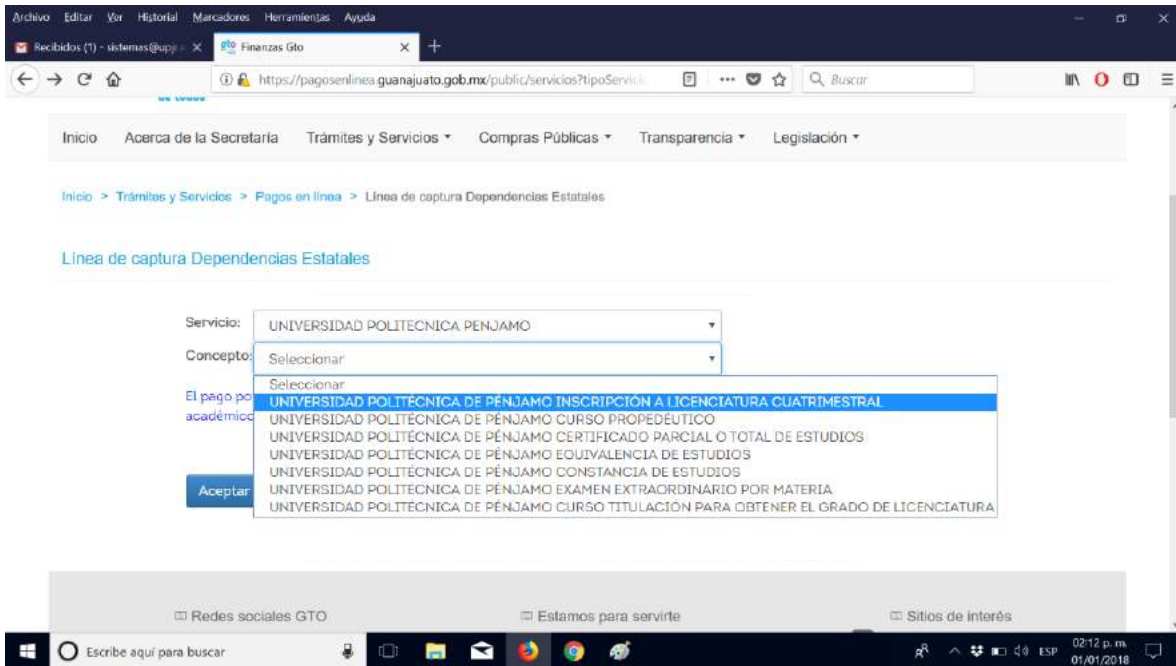 Archivo Editar Ver Historial Marcadores Herramientas Ayuda
Recibidos (1) - sistemas@upjr
gto Finanzas Gto
https://pagosenlinea.guanajuato.gob.mx/public/servicios?tipoServici
Buscar
de todos
Inicio Acerca de la Secretaría Trámites y Servicios Compras Públicas Transparencia Legislación
Inicio > Trámites y Servicios > Pagos en línea > Línea de captura Dependencias Estatales
Línea de captura Dependencias Estatales
Servicio: UNIVERSIDAD POLITECNICA PENJAMO
Concepto: Seleccionar
Seleccionar
El pago po
UNIVERSIDAD POLITÉCNICA DE PÉNJAMO INSCRIPCIÓN A LICENCIATURA CUATRIMESTRAL
académico
UNIVERSIDAD POLITÉCNICA DE PÉNJAMO CURSO PROPEDÉUTICO
UNIVERSIDAD POLITÉCNICA DE PÉNJAMO CERTIFICADO PARCIAL O TOTAL DE ESTUDIOS
UNIVERSIDAD POLITÉCNICA DE PÉNJAMO EQUIVALENCIA DE ESTUDIOS
UNIVERSIDAD POLITÉCNICA DE PÉNJAMO CONSTANCIA DE ESTUDIOS
UNIVERSIDAD POLITÉCNICA DE PÉNJAMO EXAMEN EXTRAORDINARIO POR MATERIA
UNIVERSIDAD POLITÉCNICA DE PÉNJAMO CURSO TITULACIÓN PARA OBTENER EL GRADO DE LICENCIATURA
Aceptar
Redes sociales GTO Estamos para servirte Sitios de interés
Escribe aquí para buscar
ESP
02:12 p. m.
01/01/2018